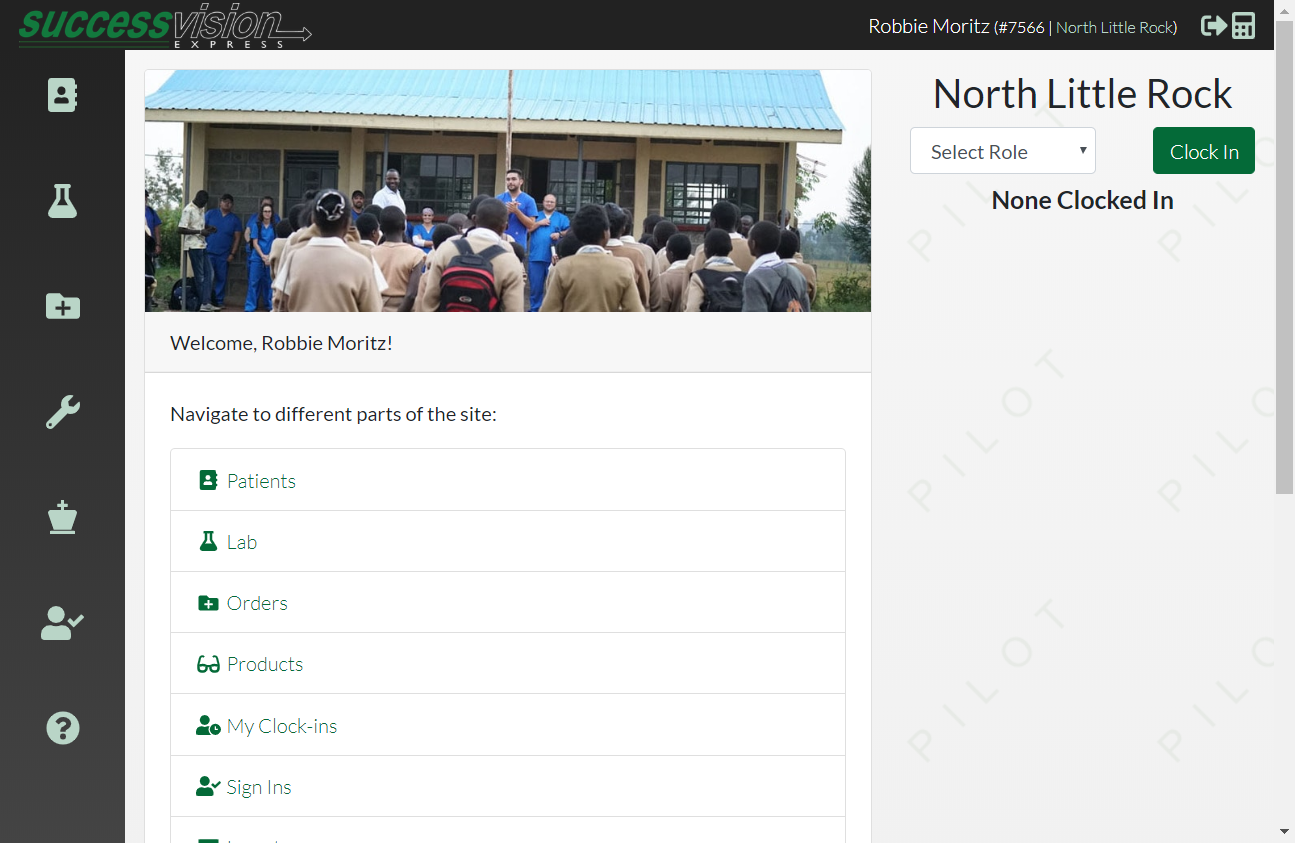 successvision
EXPRESS
Robbie Moritz (#7566 | North Little Rock)
North Little Rock
Select Role
Clock In
None Clocked In
Welcome, Robbie Moritz!
Navigate to different parts of the site:
Patients
Lab
Orders
Products
My Clock-ins
Sign Ins
PILOT
PILOT
PILOT
PILOT
PILOT
PILOT